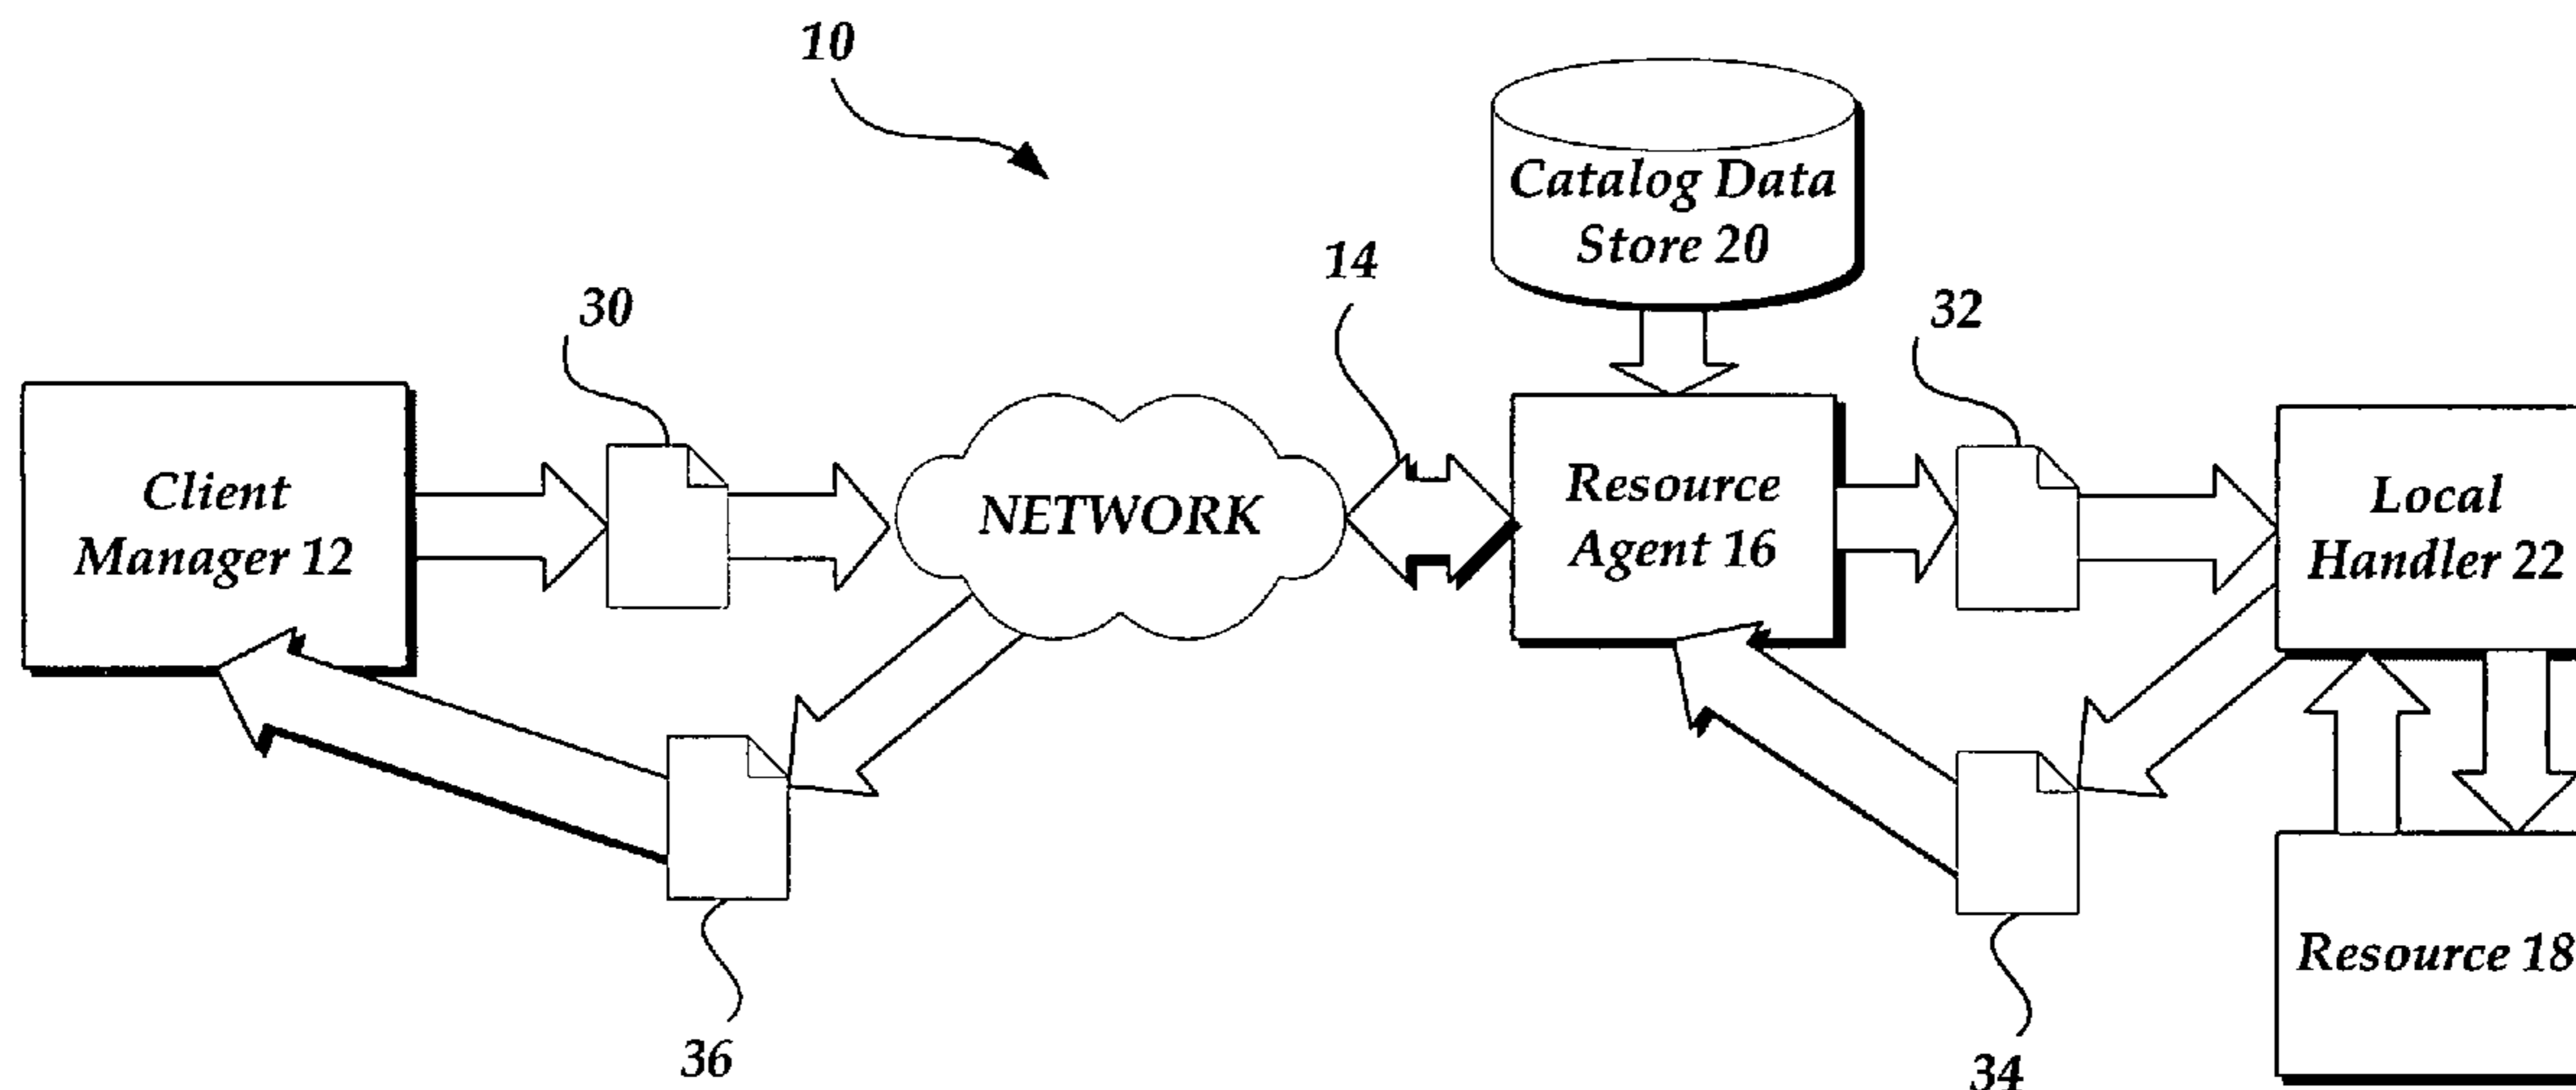 10
Catalog Data
Store 20
14
30
32
Client
Manager 12
NETWORK
Resource
Agent 16
Local
Handler 22
Resource 18
36
34